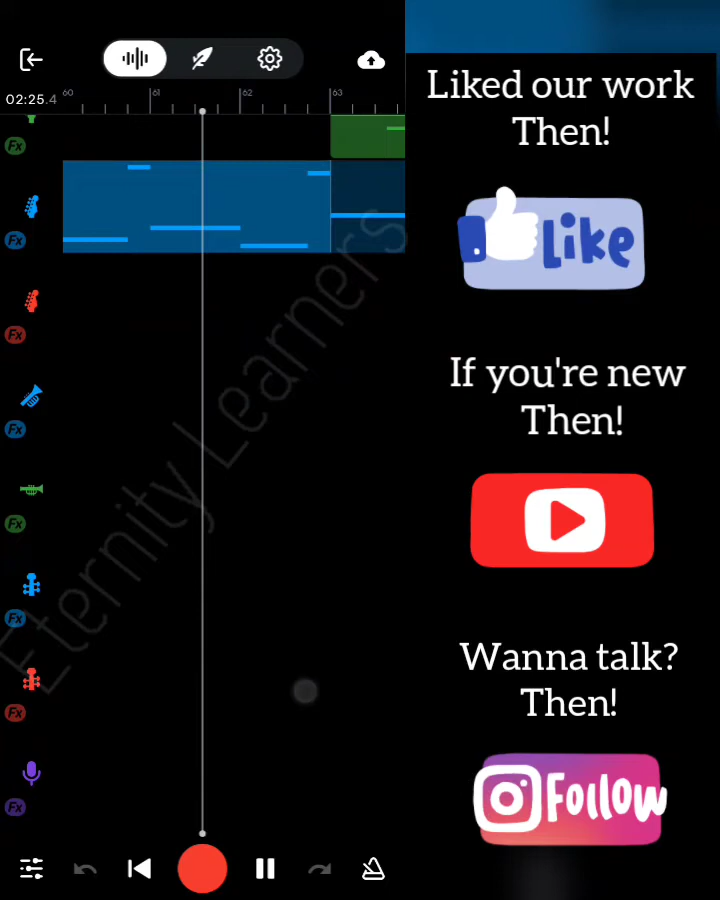 60
61
62
63
02:25.4
Fx
Fx
Fx
Fx
Fx
Fx
Fx
Fx
Eternity Learners
Liked our work
Then!
Like
If you're new
Then!
Wanna talk?
Then!
Follow